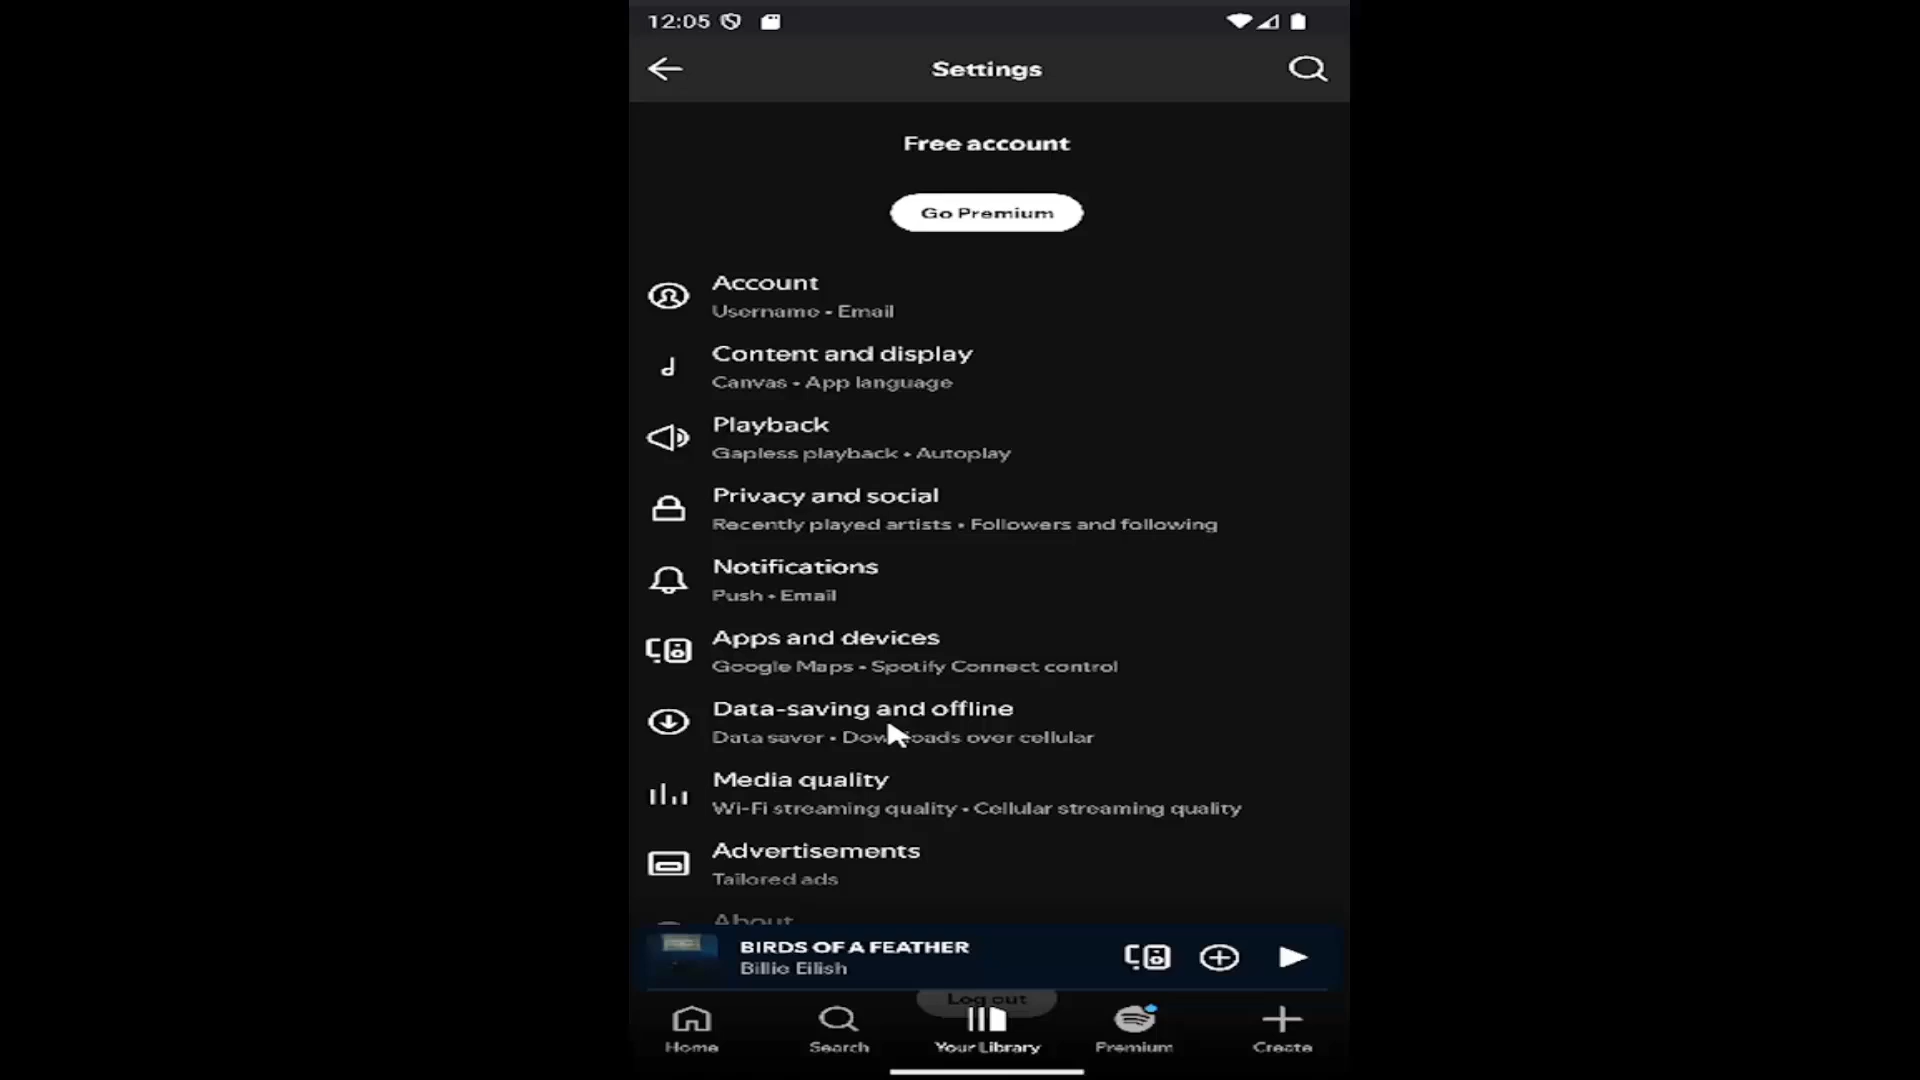 12:05
Settings
Free account
Go Premium
Account
Username • Email
Content and display
Canvas • App language
Playback
Gapless playback • Autoplay
Privacy and social
Recently played artists • Followers and following
Notifications
Push • Email
Apps and devices
Google Maps • Spotify Connect control
Data-saving and offline
Data saver • Downloads over cellular
Media quality
Wi-Fi streaming quality • Cellular streaming quality
Advertisements
Tailored ads
About
BIRDS OF A FEATHER
Billie Eilish
Log out
Home Search Your Library Premium Create